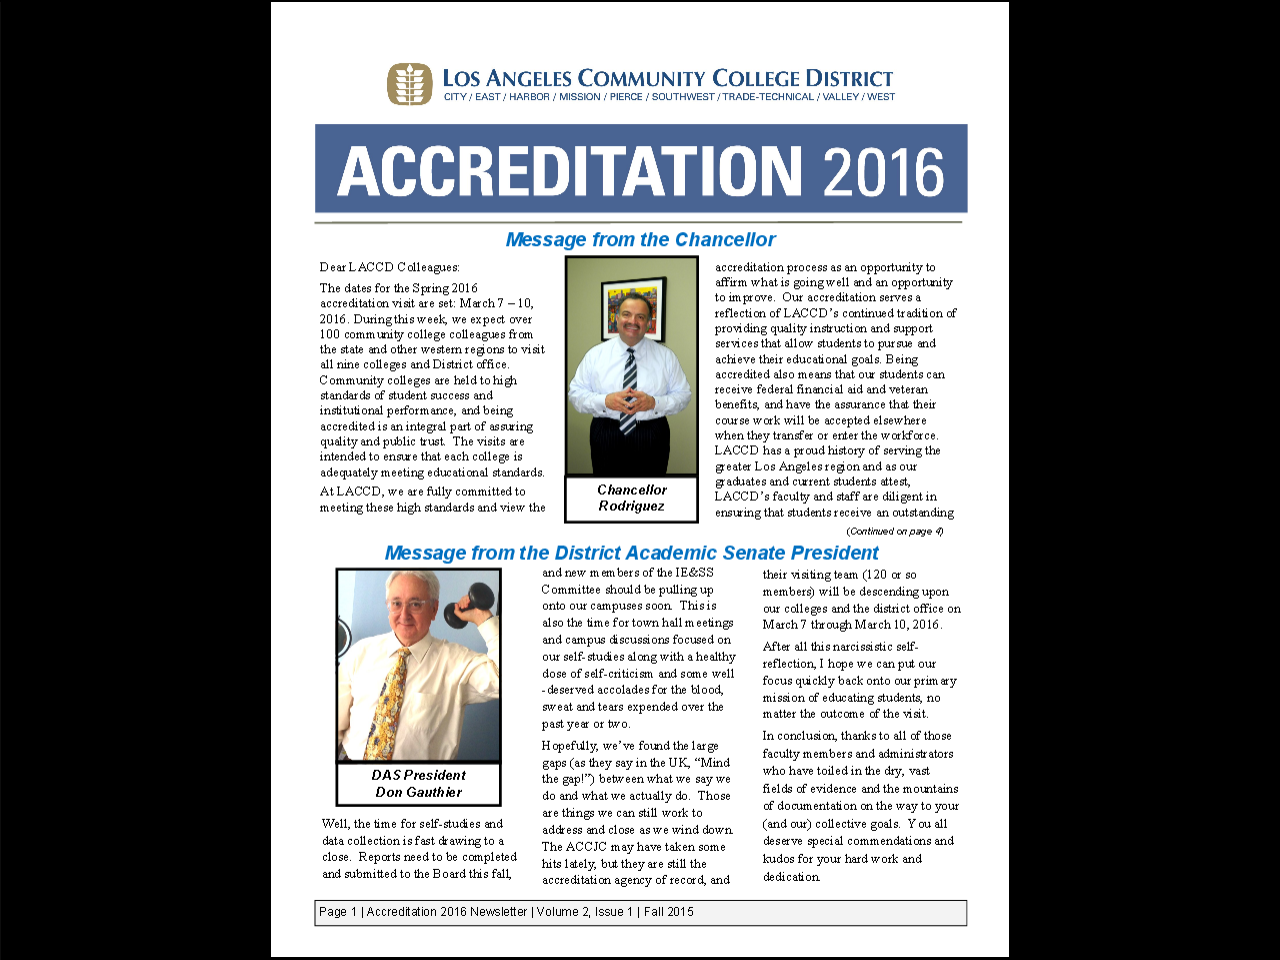 LOS ANGELES COMMUNITY COLLEGE DISTRICT
CITY / EAST / HARBOR / MISSION / PIERCE / SOUTHWEST / TRADE-TECHNICAL / VALLEY / WEST
ACCREDITATION 2016
Message from the Chancellor
Dear LACCD Colleagues:
The dates for the Spring 2016
accreditation visit are set: March 7 – 10,
2016. During this week, we expect over
100 community college colleagues from
the state and other western regions to visit
all nine colleges and District office.
Community colleges are held to high
standards of student success and
institutional performance, and being
accredited is an integral part of assuring
quality and public trust.  The visits are
intended to ensure that each college is
adequately meeting educational standards.
At LACCD, we are fully committed to
meeting these high standards and view the
Chancellor
Rodriguez
accreditation process as an opportunity to
affirm what is going well and an opportunity
to improve.  Our accreditation serves a
reflection of LACCD’s continued tradition of
providing quality instruction and support
services that allow students to pursue and
achieve their educational goals. Being
accredited also means that our students can
receive federal financial aid and veteran
benefits, and have the assurance that their
course work will be accepted elsewhere
when they transfer or enter the workforce.
LACCD has a proud history of serving the
greater Los Angeles region and as our
graduates and current students attest,
LACCD’s faculty and staff are diligent in
ensuring that students receive an outstanding
(Continued on page 4)
Message from the District Academic Senate President
DAS President
Don Gauthier
Well, the time for self-studies and
data collection is fast drawing to a
close.  Reports need to be completed
and submitted to the Board this fall,
and new members of the IE&SS
Committee should be pulling up
onto our campuses soon.  This is
also the time for town hall meetings
and campus discussions focused on
our self-studies along with a healthy
dose of self-criticism and some well
-deserved accolades for the blood,
sweat and tears expended over the
past year or two.
Hopefully, we’ve found the large
gaps (as they say in the UK, “Mind
the gap!”) between what we say we
do and what we actually do.  Those
are things we can still work to
address and close as we wind down.
The ACCJC may have taken some
hits lately, but they are still the
accreditation agency of record, and
their visiting team (120 or so
members) will be descending upon
our colleges and the district office on
March 7 through March 10, 2016.
After all this narcissistic self-
reflection, I hope we can put our
focus quickly back onto our primary
mission of educating students, no
matter the outcome of the visit.
In conclusion, thanks to all of those
faculty members and administrators
who have toiled in the dry, vast
fields of evidence and the mountains
of documentation on the way to your
(and our) collective goals.  You all
deserve special commendations and
kudos for your hard work and
dedication.
Page 1 | Accreditation 2016 Newsletter | Volume 2, Issue 1 | Fall 2015